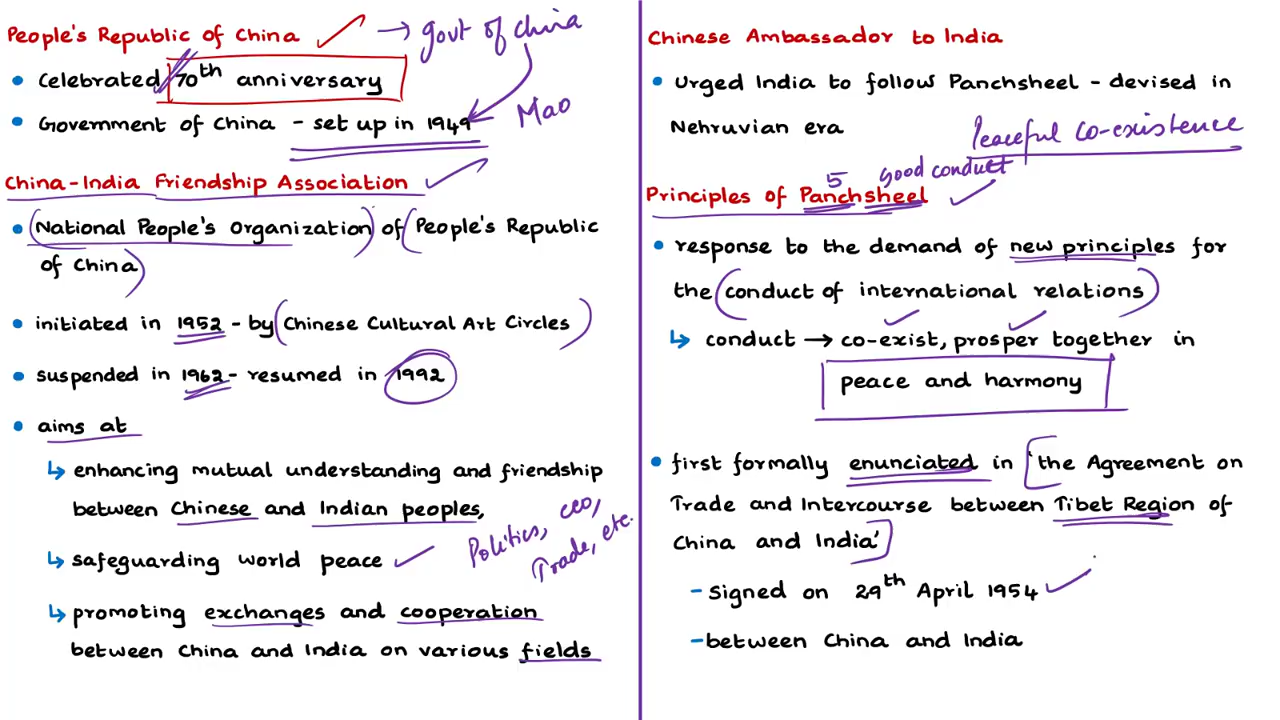 People's Republic of China → govt of china
• Celebrated 70th anniversary
• Government of China - set up in 1949 Mao
China-India Friendship Association
• National People's Organization of People's Republic
of China
• initiated in 1952 - by Chinese Cultural Art Circles
• suspended in 1962 - resumed in 1992
• aims at
↳ enhancing mutual understanding and friendship
between Chinese and Indian peoples,
Politics, CEO,
Trade, etc.
↳ safeguarding world peace
↳ promoting exchanges and cooperation
between China and India on various fields
Chinese Ambassador to India
• Urged India to follow Panchsheel - devised in
Nehruvian era
Peaceful Co-existence
5 Good conduct
Principles of Panchsheel
• response to the demand of new principles for
the (conduct of international relations)
↳ conduct → co-exist, prosper together in
peace and harmony
• first formally enunciated in ['the Agreement on
Trade and Intercourse between Tibet Region of
China and India']
- Signed on 29th April 1954
- between China and India